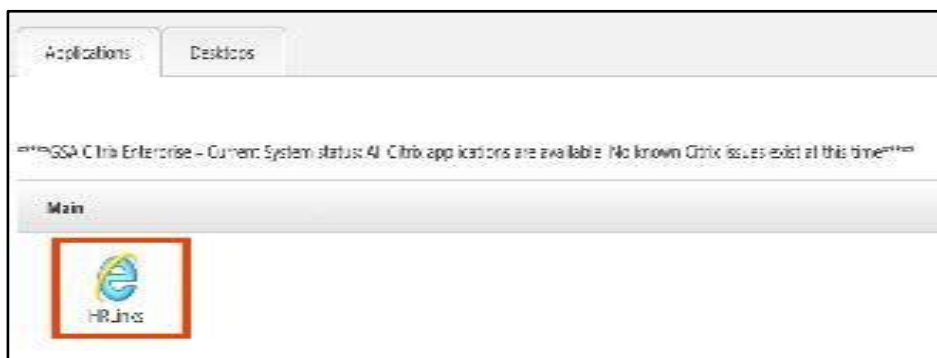 Applications
Desktops
****GSA Citrix Enterprise – Current System status: All Citrix applications are available. No known Citrix issues exist at this time****
Main
HRLinks